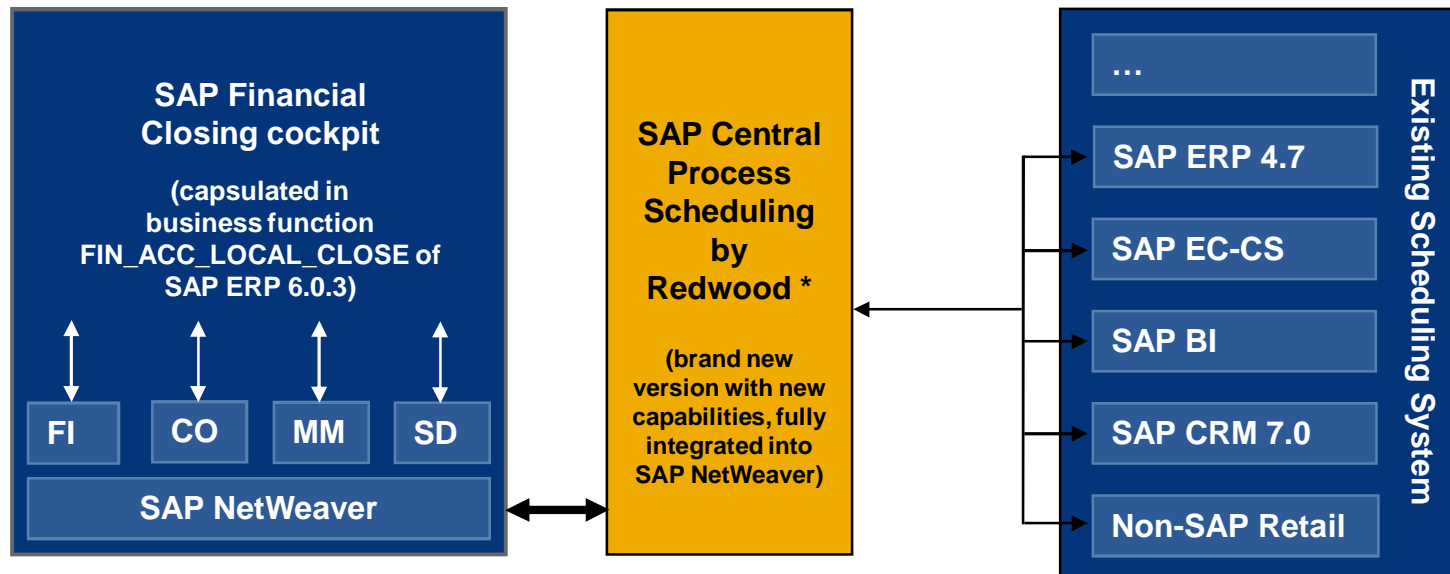 SAP Financial
Closing cockpit
(capsulated in
business function
FIN_ACC_LOCAL_CLOSE of
SAP ERP 6.0.3)
FI
CO
MM
SD
SAP NetWeaver
SAP Central
Process
Scheduling
by
Redwood *
(brand new
version with new
capabilities, fully
integrated into
SAP NetWeaver)
...
SAP ERP 4.7
SAP EC-CS
SAP BI
SAP CRM 7.0
Non-SAP Retail
Existing Scheduling System